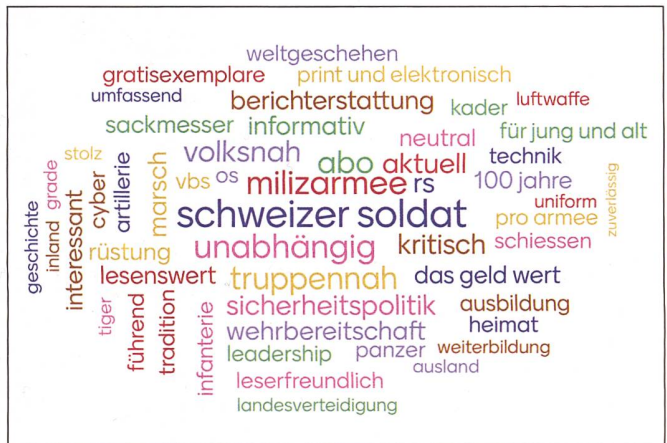 weltgeschehen
gratisexemplare print und elektronisch
umfassend berichterstattung kader luftwaffe
sackmesser informativ neutral für jung und alt
stolz volksnah abo aktuell technik
vbs os milizarmee rs 100 jahre
uniform
schweizer soldat pro armee
zuverlässig
unabhängig kritisch schiessen
rüstung
lesenswert truppennah das geld wert
geschichte
inland
grade
interessant
cyber
artillerie
marsch
tiger
führend
tradition
infanterie
sicherheitspolitik ausbildung
wehrbereitschaft heimat
leadership panzer weiterbildung
ausland
leserfreundlich
landesverteidigung